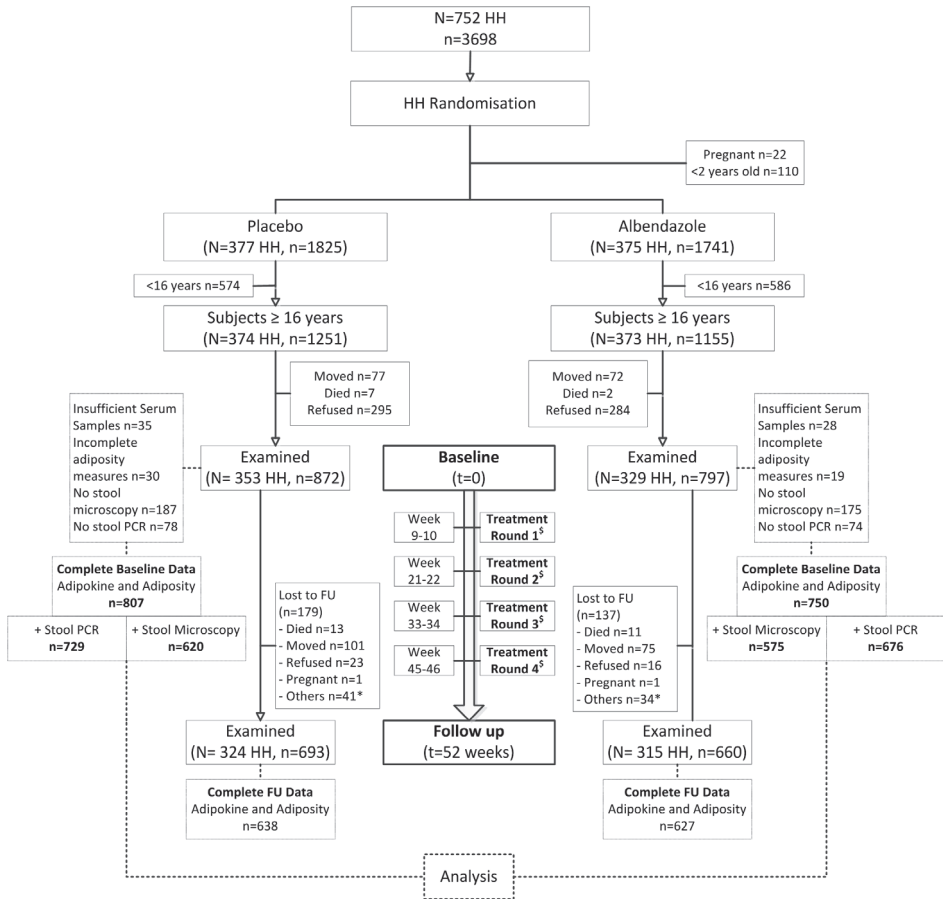 N=752 HH
n=3698
HH Randomisation
Pregnant n=22
<2 years old n=110
Placebo
(N=377 HH, n=1825)
Albendazole
(N=375 HH, n=1741)
<16 years n=574
<16 years n=586
Subjects ≥ 16 years
(N=374 HH, n=1251)
Subjects ≥ 16 years
(N=373 HH, n=1155)
Moved n=77
Died n=7
Refused n=295
Moved n=72
Died n=2
Refused n=284
Insufficient Serum
Samples n=35
Incomplete
adiposity
measures n=30
No stool
microscopy n=187
No stool PCR n=78
Examined
(N= 353 HH, n=872)
Baseline
(t=0)
Examined
(N=329 HH, n=797)
Insufficient Serum
Samples n=28
Incomplete
adiposity
measures n=19
No stool
microscopy n=175
No stool PCR n=74
Week
9-10
Treatment
Round 1$
Week
21-22
Treatment
Round 2$
Week
33-34
Treatment
Round 3$
Week
45-46
Treatment
Round 4$
Complete Baseline Data
Adipokine and Adiposity
n=807
+ Stool PCR
n=729
+ Stool Microscopy
n=620
Lost to FU
(n=179)
- Died n=13
- Moved n=101
- Refused n=23
- Pregnant n=1
- Others n=41*
Lost to FU
(n=137)
- Died n=11
- Moved n=75
- Refused n=16
- Pregnant n=1
- Others n=34*
Complete Baseline Data
Adipokine and Adiposity
n=750
+ Stool Microscopy
n=575
+ Stool PCR
n=676
Examined
(N= 324 HH, n=693)
Follow up
(t=52 weeks)
Examined
(N= 315 HH, n=660)
Complete FU Data
Adipokine and Adiposity
n=638
Complete FU Data
Adipokine and Adiposity
n=627
Analysis